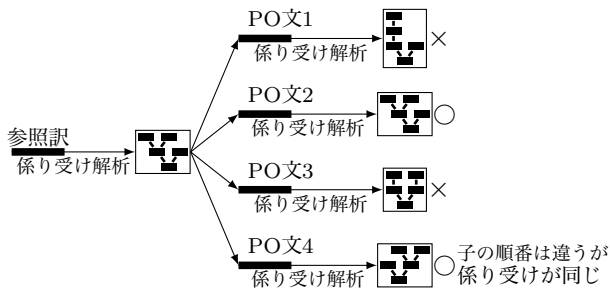 参照訳
係り受け解析
PO文1
係り受け解析
×
PO文2
係り受け解析
○
PO文3
係り受け解析
×
PO文4
係り受け解析
○
子の順番は違うが
係り受けが同じ